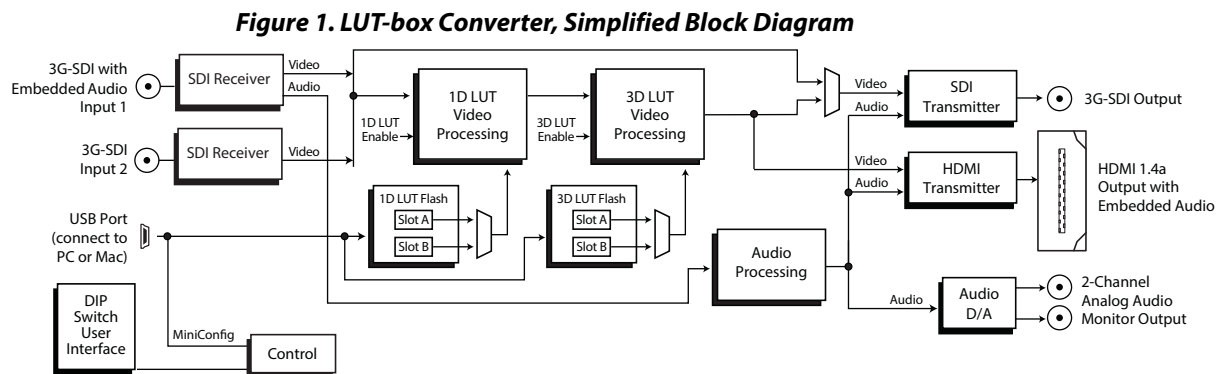 Figure 1. LUT-box Converter, Simplified Block Diagram
3G-SDI with
Embedded Audio
Input 1
SDI Receiver
Video
Audio
3G-SDI
Input 2
SDI Receiver
Video
1D LUT
Enable
1D LUT
Video
Processing
3D LUT
Enable
3D LUT
Video
Processing
Video
Audio
SDI
Transmitter
3G-SDI Output
Video
Audio
HDMI
Transmitter
HDMI 1.4a
Output with
Embedded Audio
USB Port
(connect to
PC or Mac)
1D LUT Flash
Slot A
Slot B
3D LUT Flash
Slot A
Slot B
Audio
Processing
Audio
Audio
D/A
2-Channel
Analog Audio
Monitor Output
DIP
Switch
User
Interface
MiniConfig
Control